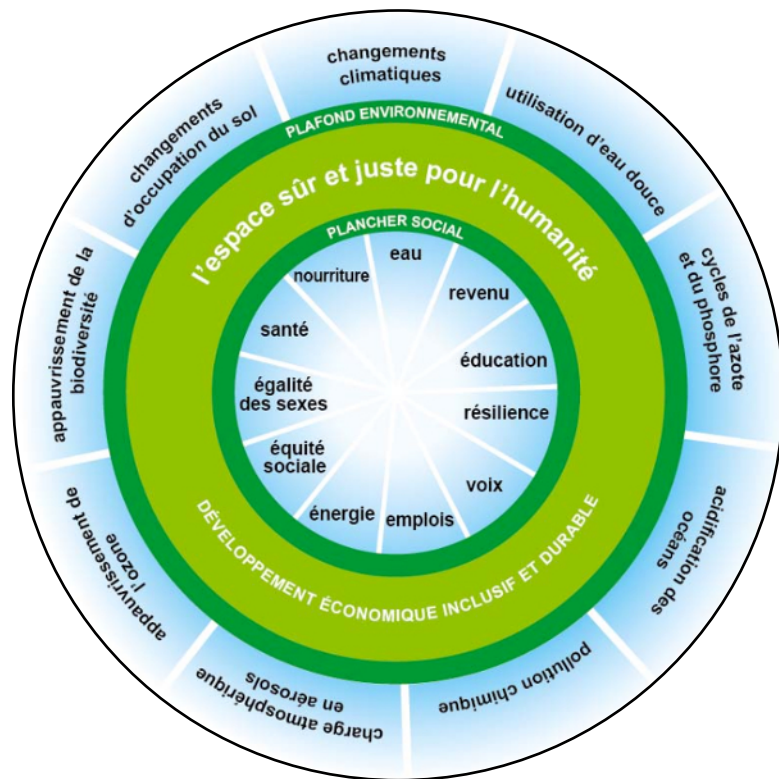 changements
climatiques
utilisation d'eau douce
cycles de l'azote
et du phosphore
acidification des
océans
pollution chimique
charge atmosphérique
en aérosols
appauvrissement de
l'ozone
appauvrissement de la
biodiversité
changements
d'occupation du sol
PLAFOND ENVIRONNEMENTAL
l'espace sûr et juste pour l'humanité
PLANCHER SOCIAL
eau
revenu
éducation
résilience
voix
emplois
énergie
équité
sociale
égalité
des sexes
santé
nourriture
DÉVELOPPEMENT ÉCONOMIQUE INCLUSIF ET DURABLE